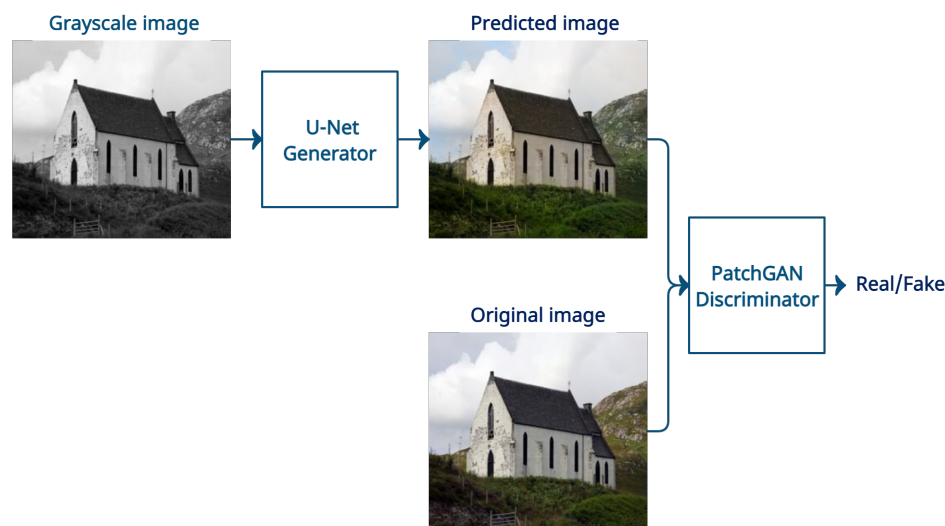 Grayscale image
Predicted image
U-Net
Generator
PatchGAN
Discriminator
Real/Fake
Original image